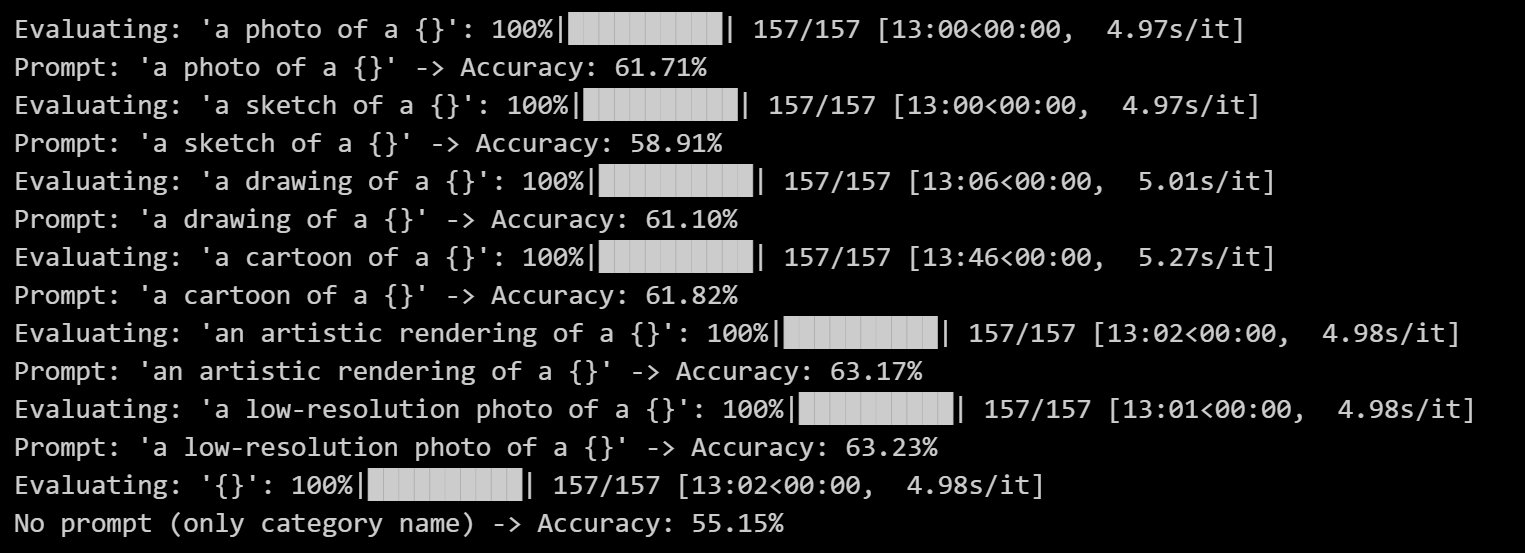 Evaluating: 'a photo of a {}': 100%|██████████| 157/157 [13:00<00:00,  4.97s/it]
Prompt: 'a photo of a {}' -> Accuracy: 61.71%
Evaluating: 'a sketch of a {}': 100%|██████████| 157/157 [13:00<00:00,  4.97s/it]
Prompt: 'a sketch of a {}' -> Accuracy: 58.91%
Evaluating: 'a drawing of a {}': 100%|██████████| 157/157 [13:06<00:00,  5.01s/it]
Prompt: 'a drawing of a {}' -> Accuracy: 61.10%
Evaluating: 'a cartoon of a {}': 100%|██████████| 157/157 [13:46<00:00,  5.27s/it]
Prompt: 'a cartoon of a {}' -> Accuracy: 61.82%
Evaluating: 'an artistic rendering of a {}': 100%|██████████| 157/157 [13:02<00:00,  4.98s/it]
Prompt: 'an artistic rendering of a {}' -> Accuracy: 63.17%
Evaluating: 'a low-resolution photo of a {}': 100%|██████████| 157/157 [13:01<00:00,  4.98s/it]
Prompt: 'a low-resolution photo of a {}' -> Accuracy: 63.23%
Evaluating: '{}': 100%|██████████| 157/157 [13:02<00:00,  4.98s/it]
No prompt (only category name) -> Accuracy: 55.15%